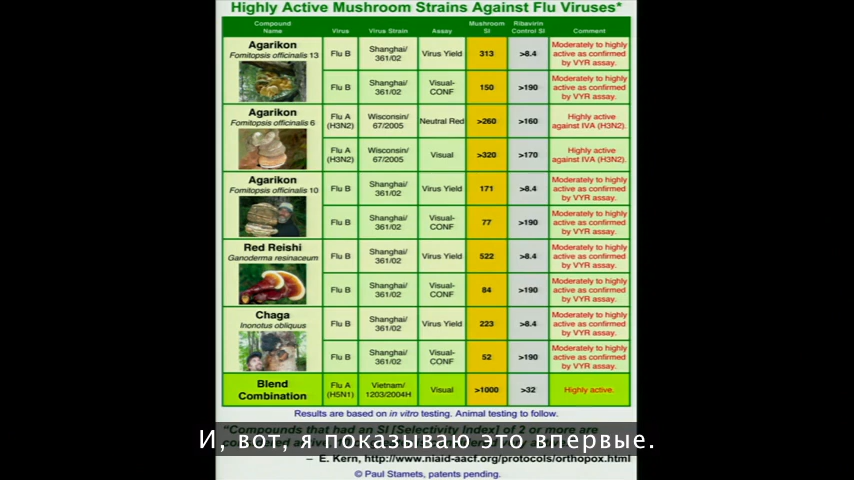 Highly Active Mushroom Strains Against Flu Viruses*
Compound Name Virus Virus Strain Assay Mushroom SI Ribavirin Control SI Comment
Agarikon
Fomitopsis officinalis 13
Flu B Shanghai/ 361/02 Virus Yield 313 >8.4 Moderately to highly active as confirmed by VYR assay.
Flu B Shanghai/ 361/02 Visual-CONF 150 >190 Moderately to highly active as confirmed by VYR assay.
Agarikon
Fomitopsis officinalis 6
Flu A (H3N2) Wisconsin/ 67/2005 Neutral Red >260 >160 Highly active against IVA (H3N2).
Flu A (H3N2) Wisconsin/ 67/2005 Visual >320 >170 Highly active against IVA (H3N2).
Agarikon
Fomitopsis officinalis 10
Flu B Shanghai/ 361/02 Virus Yield 171 >8.4 Moderately to highly active as confirmed by VYR assay.
Flu B Shanghai/ 361/02 Visual-CONF 77 >190 Moderately to highly active as confirmed by VYR assay.
Red Reishi
Ganoderma resinaceum
Flu B Shanghai/ 361/02 Virus Yield 522 >8.4 Moderately to highly active as confirmed by VYR assay.
Flu B Shanghai/ 361/02 Visual-CONF 84 >190 Moderately to highly active as confirmed by VYR assay.
Chaga
Inonotus obliquus
Flu B Shanghai/ 361/02 Virus Yield 223 >8.4 Moderately to highly active as confirmed by VYR assay.
Flu B Shanghai/ 361/02 Visual-CONF 52 >190 Moderately to highly active as confirmed by VYR assay.
Blend Combination Flu A (H5N1) Vietnam/ 1203/2004H Visual >1000 >32 Highly active.
Results are based on in vitro testing. Animal testing to follow.
"Compounds that had an SI [Selectivity Index] of 2 or more are
И, вот, я показываю это впервые.
– E. Kern, http://www.niaid-aacf.org/protocols/orthopox.html
© Paul Stamets, patents pending.